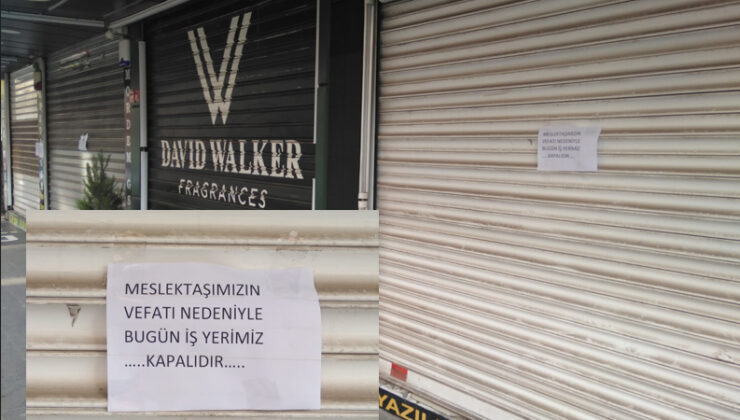 DAVID WALKER
FRAGRANCES
MESLEKTAŞIMIZIN
VEFATI NEDENİYLE
BUGÜN İŞ YERİMİZ
...KAPALIDIR...
MESLEKTAŞIMIZIN
VEFATI NEDENİYLE
BUGÜN İŞ YERİMİZ
.....KAPALIDIR.....
YAZIL